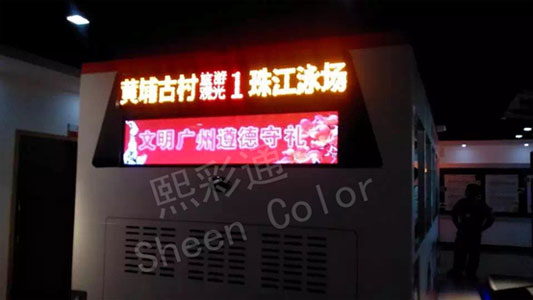 黄埔古村旅游观光1珠江泳场
文明广州道德守礼
熙彩通
Sheen Color